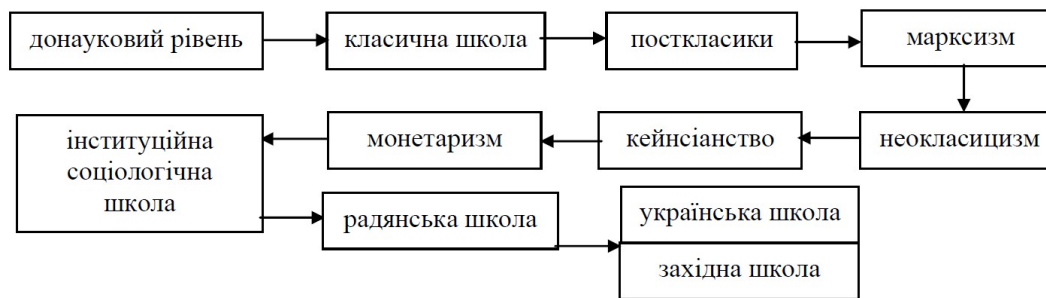 донауковий рівень
класична школа
посткласики
марксизм
неокласицизм
кейнсіанство
монетаризм
інституційна
соціологічна
школа
радянська школа
українська школа
західна школа